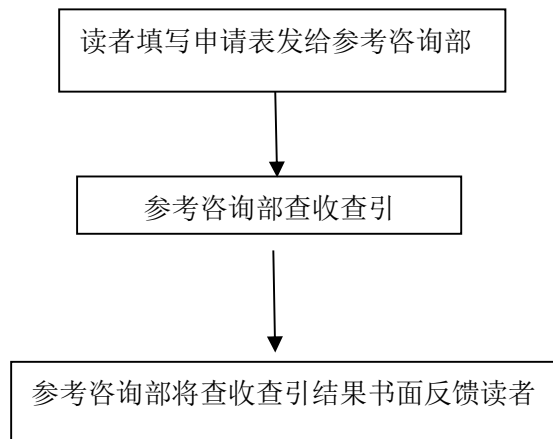 读者填写申请表发给参考咨询部
参考咨询部查收查引
参考咨询部将查收查引结果书面反馈读者